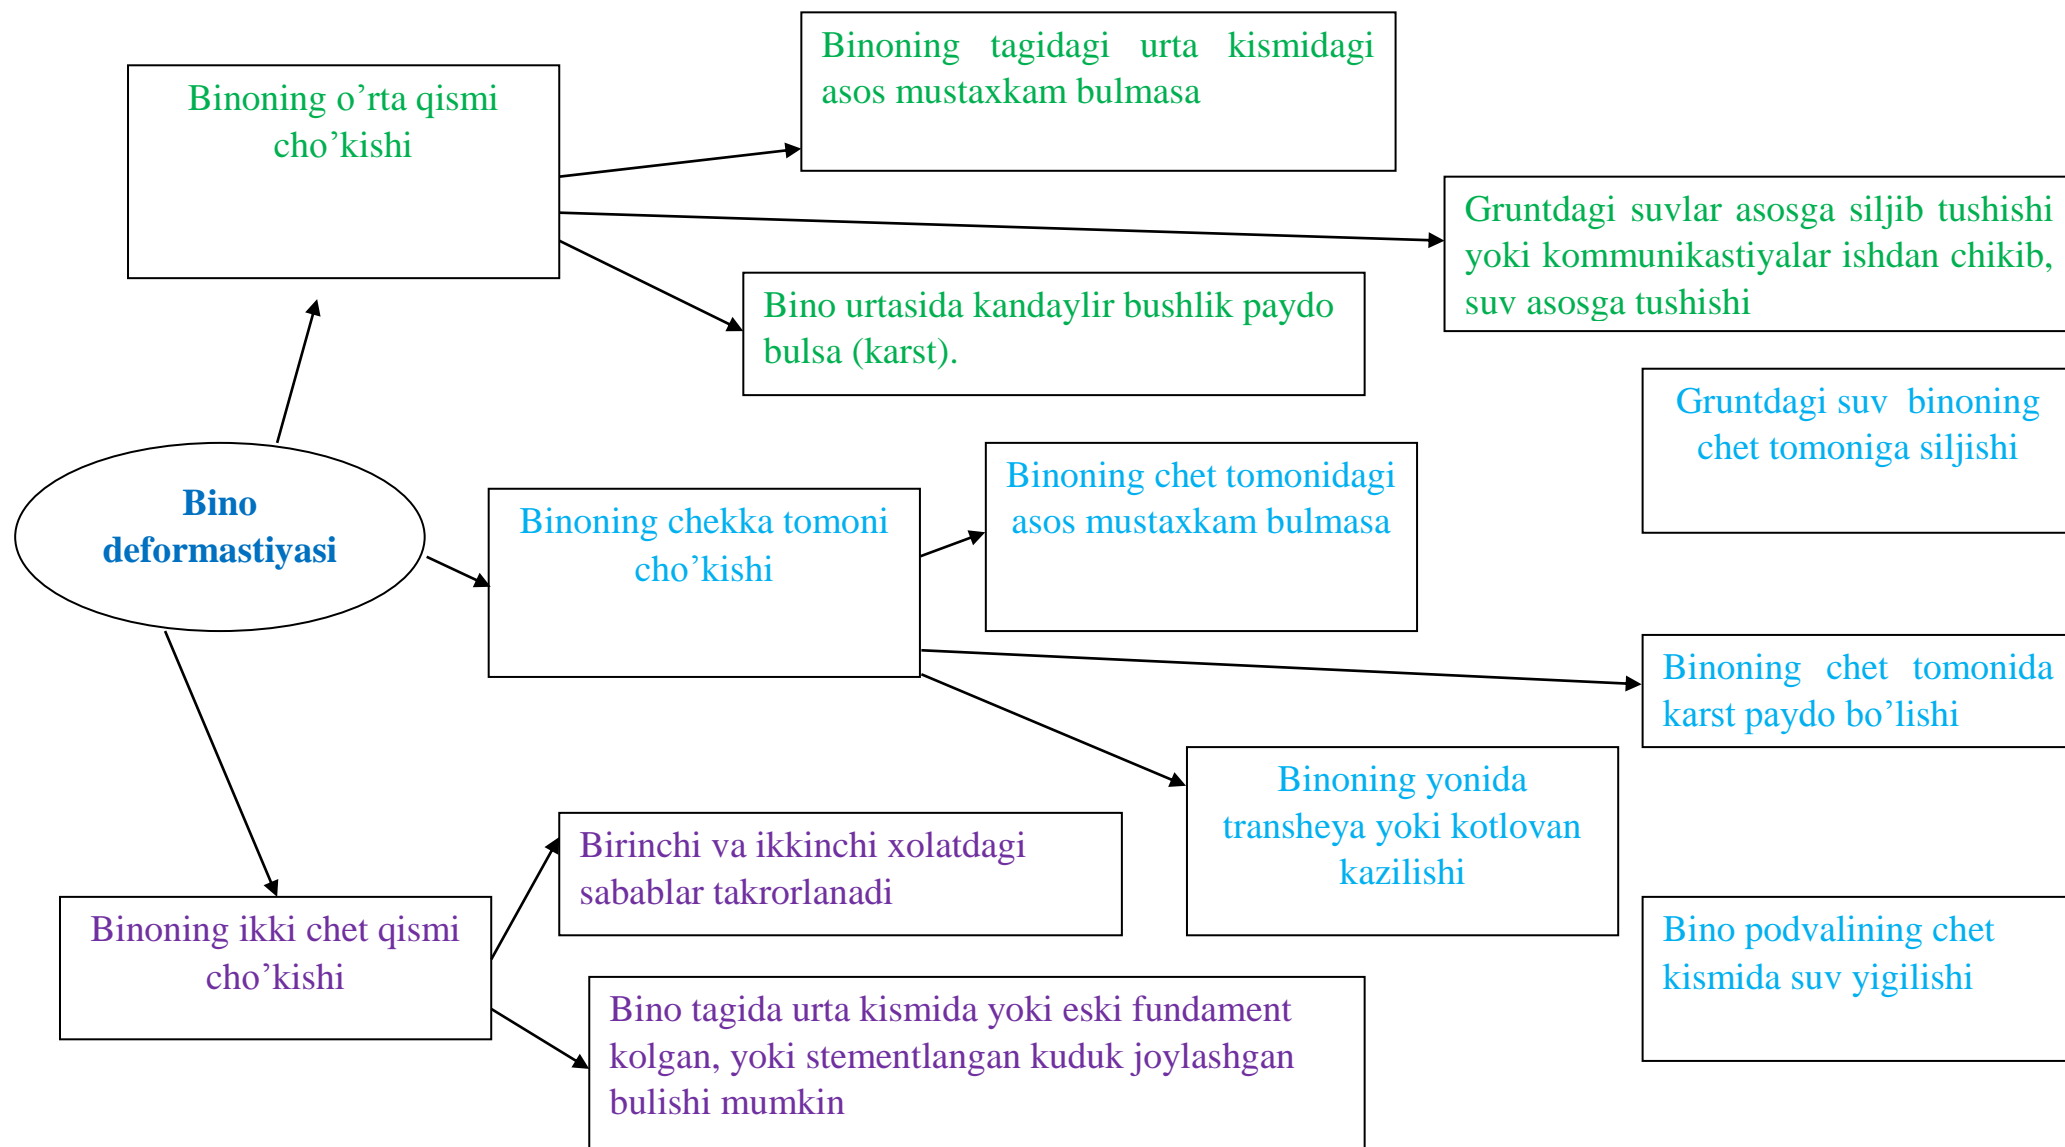 Binoning tagidagi urta kismidagi
asos mustaxkam bulmasa
Binoning o’rta qismi
cho’kishi
Gruntdagi suvlar asosga siljib tushishi
yoki kommunikastiyalar ishdan chikib,
suv asosga tushishi
Bino urtasida kandaylir bushlik paydo
bulsa (karst).
Gruntdagi suv binoning
chet tomoniga siljishi
Bino
deformastiyasi
Binoning chekka tomoni
cho’kishi
Binoning chet tomonidagi
asos mustaxkam bulmasa
Binoning chet tomonida
karst paydo bo’lishi
Binoning yonida
transheya yoki kotlovan
kazilishi
Birinchi va ikkinchi xolatdagi
sabablar takrorlanadi
Binoning ikki chet qismi
cho’kishi
Bino podvalining chet
kismida suv yigilishi
Bino tagida urta kismida yoki eski fundament
kolgan, yoki stementlangan kuduk joylashgan
bulishi mumkin